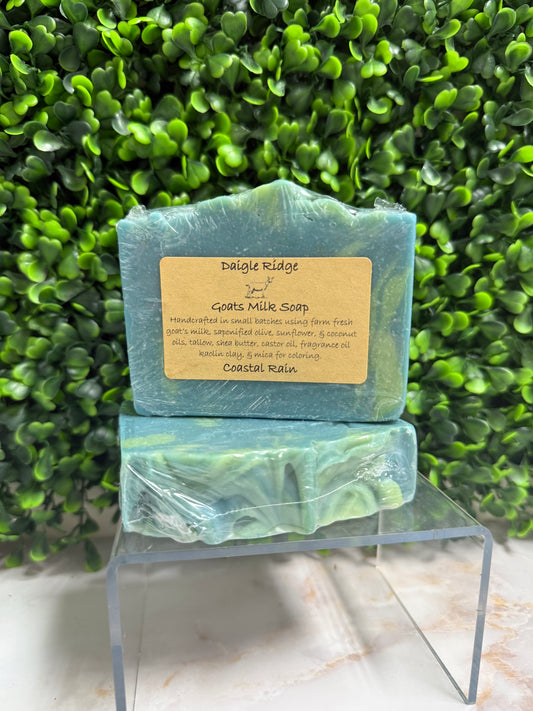 Daigle Ridge
Goats Milk Soap
Handcrafted in small batches using farm fresh
goat's milk, saponified olive, sunflower, & coconut
oils, tallow, shea butter, castor oil, fragrance oil
kaolin clay, & mica for coloring.
Coastal Rain